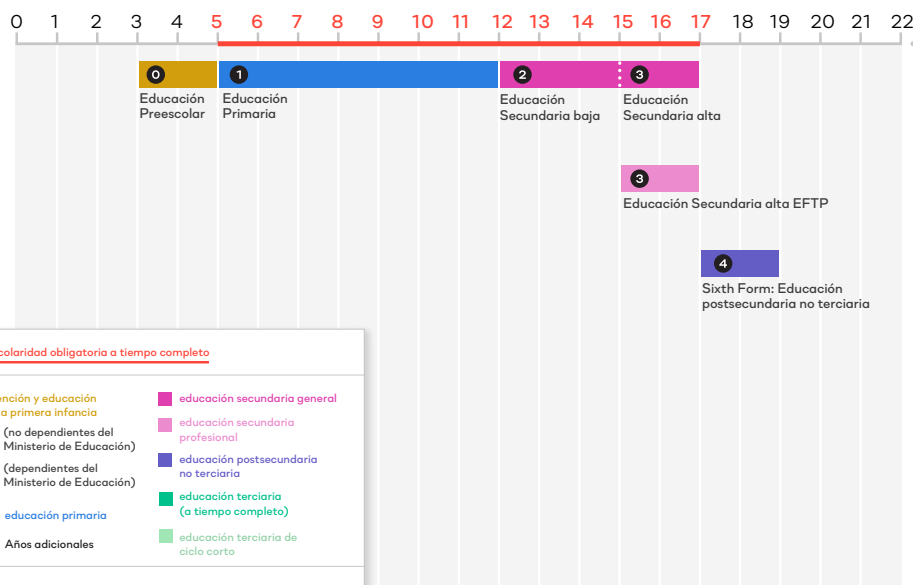 0 1 2 3 4 5 6 7 8 9 10 11 12 13 14 15 16 17 18 19 20 21 22
0 1 2 3
Educación
Preescolar
Educación
Primaria
Educación
Secundaria baja
Educación
Secundaria alta
3
Educación Secundaria alta EFTP
4
Sixth Form: Educación
postsecundaria no terciaria
colaridad obligatoria a tiempo completo
ención y educación
a primera infancia
(no dependientes del
Ministerio de Educación)
(dependientes del
Ministerio de Educación)
educación primaria
Años adicionales
educación secundaria general
educación secundaria
profesional
educación postsecundaria
no terciaria
educación terciaria
(a tiempo completo)
educación terciaria de
ciclo corto